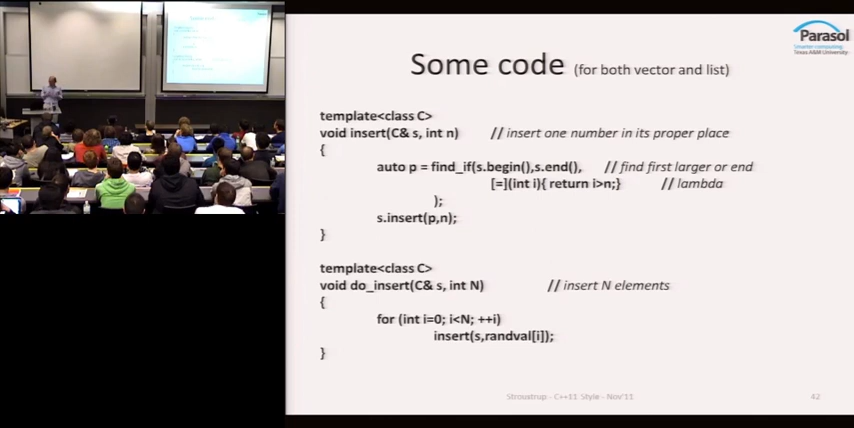 Parasol
Smarter computing.
Texas A&M University
Some code (for both vector and list)
template<class C>
void insert(C& s, int n) // insert one number in its proper place
{
auto p = find_if(s.begin(),s.end(), // find first larger or end
[=](int i){ return i>n;} // lambda
);
s.insert(p,n);
}
template<class C>
void do_insert(C& s, int N) // insert N elements
{
for (int i=0; i<N; ++i)
insert(s,randval[i]);
}
Stroustrup - C++11 Style - Nov'11
42